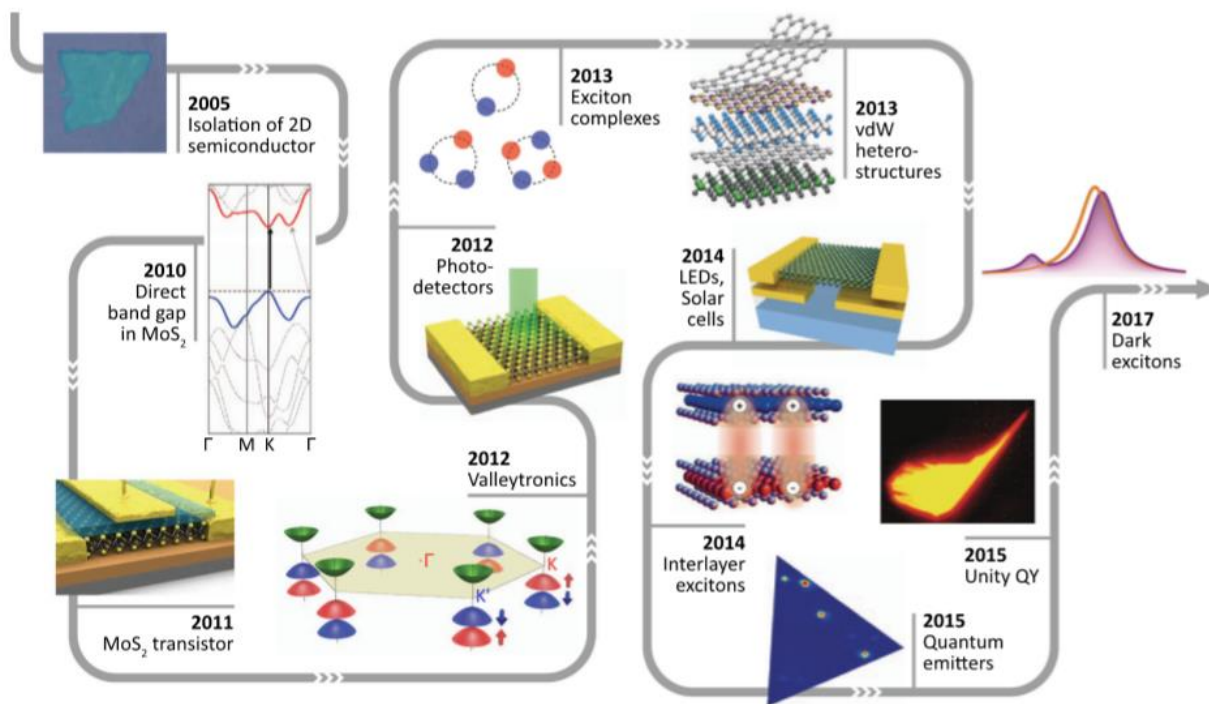 2005
Isolation of 2D
semiconductor
2010
Direct
band gap
in MoS₂
Γ M K Γ
2011
MoS₂ transistor
2012
Valleytronics
Γ
K
K'
2012
Photo-
detectors
2013
Exciton
complexes
2013
vdW
hetero-
structures
2014
LEDs,
Solar
cells
+ +
- -
2014
Interlayer
excitons
2015
Quantum
emitters
2015
Unity QY
2017
Dark
excitons